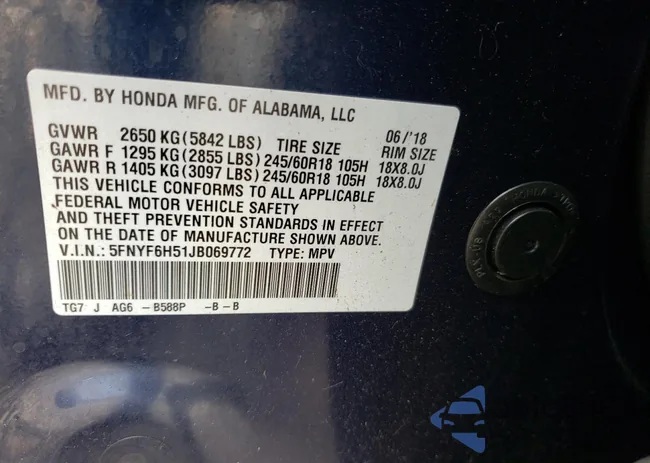 MFD. BY HONDA MFG. OF ALABAMA, LLC
GVWR 2650 KG(5842 LBS) TIRE SIZE 06/'18 RIM SIZE
GAWR F 1295 KG(2855 LBS) 245/60R18 105H 18X8.0J
GAWR R 1405 KG(3097 LBS) 245/60R18 105H 18X8.0J
THIS VEHICLE CONFORMS TO ALL APPLICABLE
FEDERAL MOTOR VEHICLE SAFETY
AND THEFT PREVENTION STANDARDS IN EFFECT
ON THE DATE OF MANUFACTURE SHOWN ABOVE.
V.I.N.: 5FNYF6H51JB069772 TYPE: MPV
TG7 J AG6 -B588P -B-B
HONDA